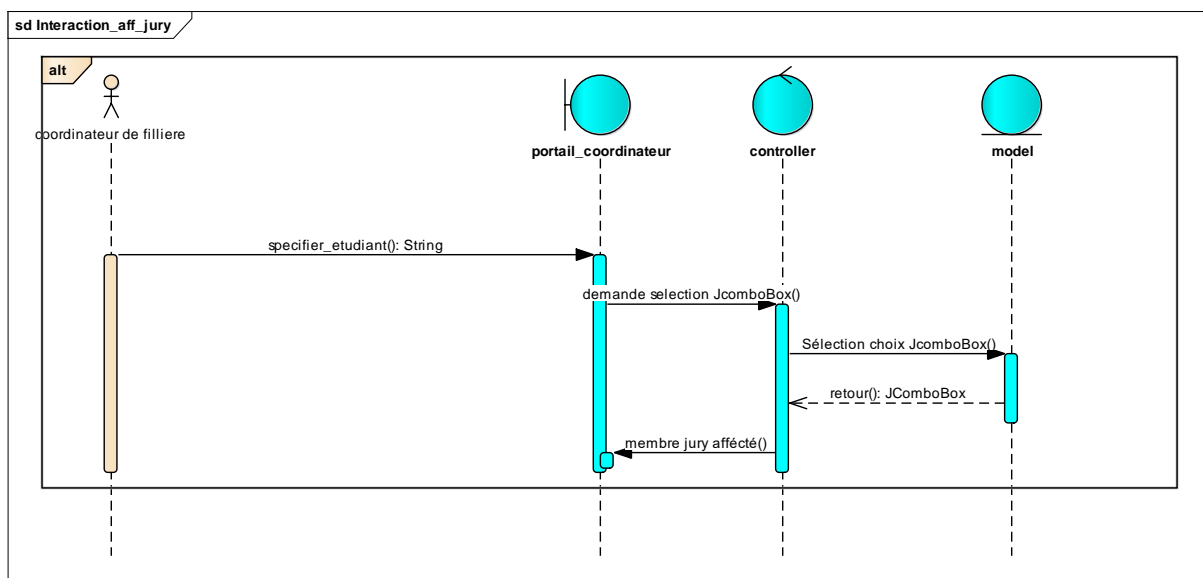 sd Interaction_aff_jury
alt
coordinateur de filliere
portail_coordinateur
controller
model
specifier_etudiant(): String
demande selection JcomboBox()
Sélection choix JcomboBox()
retour(): JComboBox
membre jury affécté()